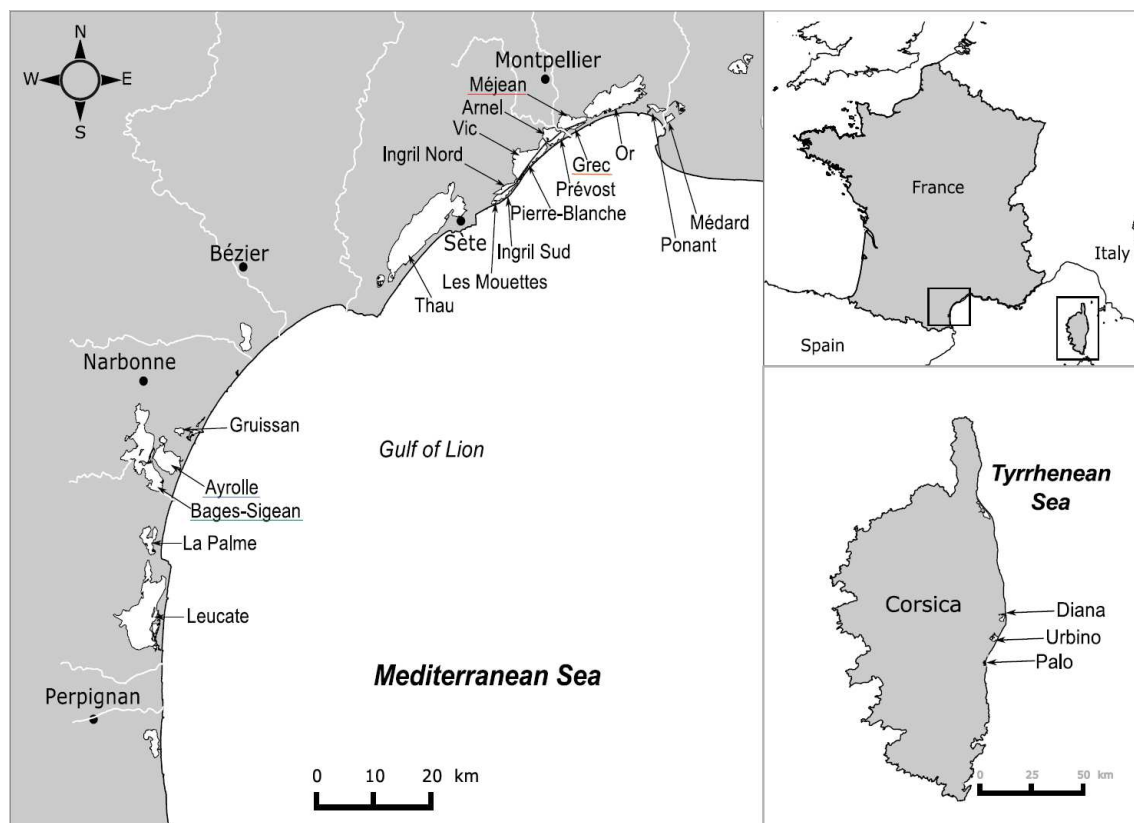 N
W
E
S
Montpellier
Méjean
Arnel
Vic
Ingril Nord
Or
Grec
Prévost
Pierre-Blanche
Médard
Ponant
Sète
Ingril Sud
Les Mouettes
Thau
Bézier
Narbonne
Gruissan
Gulf of Lion
Ayrolle
Bages-Sigean
La Palme
Leucate
Mediterranean Sea
Perpignan
0 10 20 km
France
Italy
Spain
Tyrrhenean
Sea
Corsica
Diana
Urbino
Palo
0 25 50 km